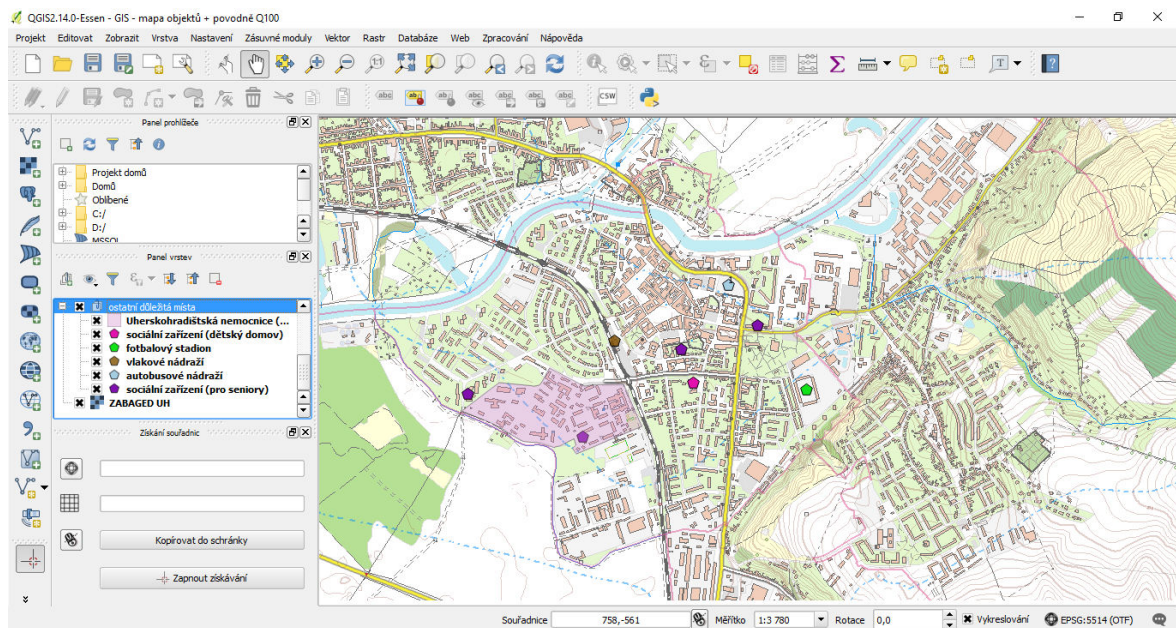 QGIS2.14.0-Essen - GIS - mapa objektů + povodné Q100
Projekt Editovat Zobrazit Vrstva Nastavení Zásuvné moduly Vektor Rastr Databáze Web Zpracování Nápověda
Panel prohlížeče
Projekt domů
Domů
Oblíbené
C:/
D:/
MSSQL
Panel vrstev
ostatní důležitá místa
Uherskohradištská nemocnice (...
sociální zařízení (dětský domov)
fotbalový stadion
vlakové nádraží
autobusové nádraží
sociální zařízení (pro seniory)
ZABAGED UH
Získání souřadnic
Kopírovat do schránky
Zapnout získávání
Souřadnice 758,-561 Měřítko 1:3 780 Rotace 0,0 Vykreslování EPSG:5514 (OTF)